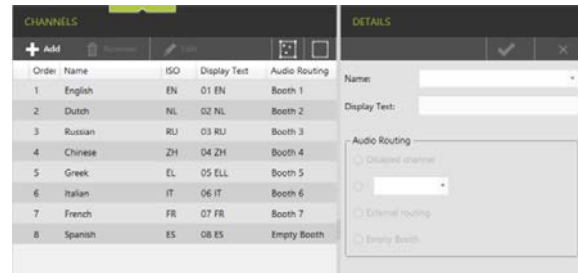 CHANNELS
Add Remove Edit
Order Name ISO Display Text Audio Routing
1 English EN 01 EN Booth 1
2 Dutch NL 02 NL Booth 2
3 Russian RU 03 RU Booth 3
4 Chinese ZH 04 ZH Booth 4
5 Greek EL 05 ELL Booth 5
6 Italian IT 06 IT Booth 6
7 French FR 07 FR Booth 7
8 Spanish ES 08 ES Empty Booth
DETAILS
Name:
Display Text:
Audio Routing
Disabled channel
External routing
Empty Booth